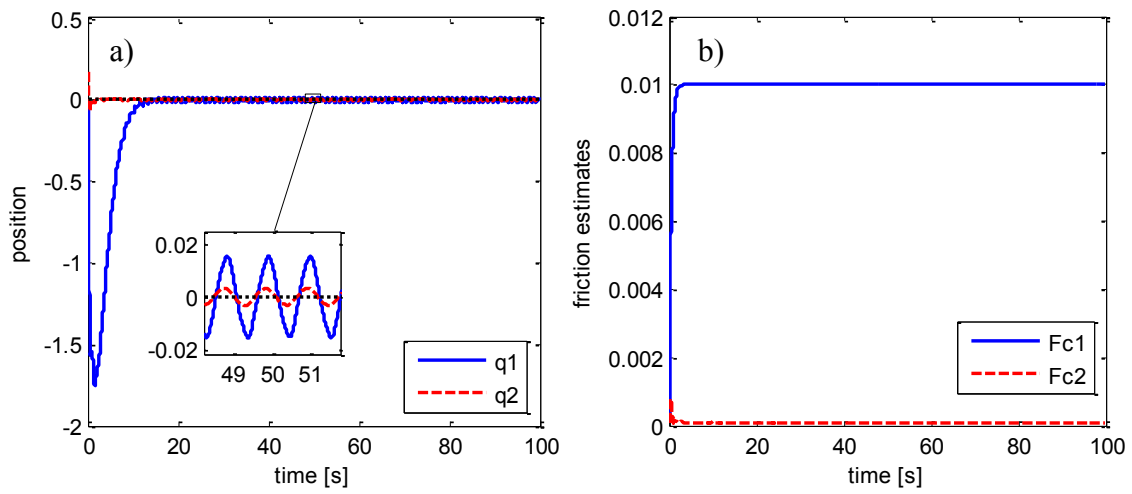 a)
0.5
0
-0.5
-1
-1.5
-2
position
0.02
0
-0.02
49 50 51
q1
q2
0 20 40 60 80 100
time [s]
b)
0.012
0.01
0.008
0.006
0.004
0.002
0
friction estimates
Fc1
Fc2
0 20 40 60 80 100
time [s]